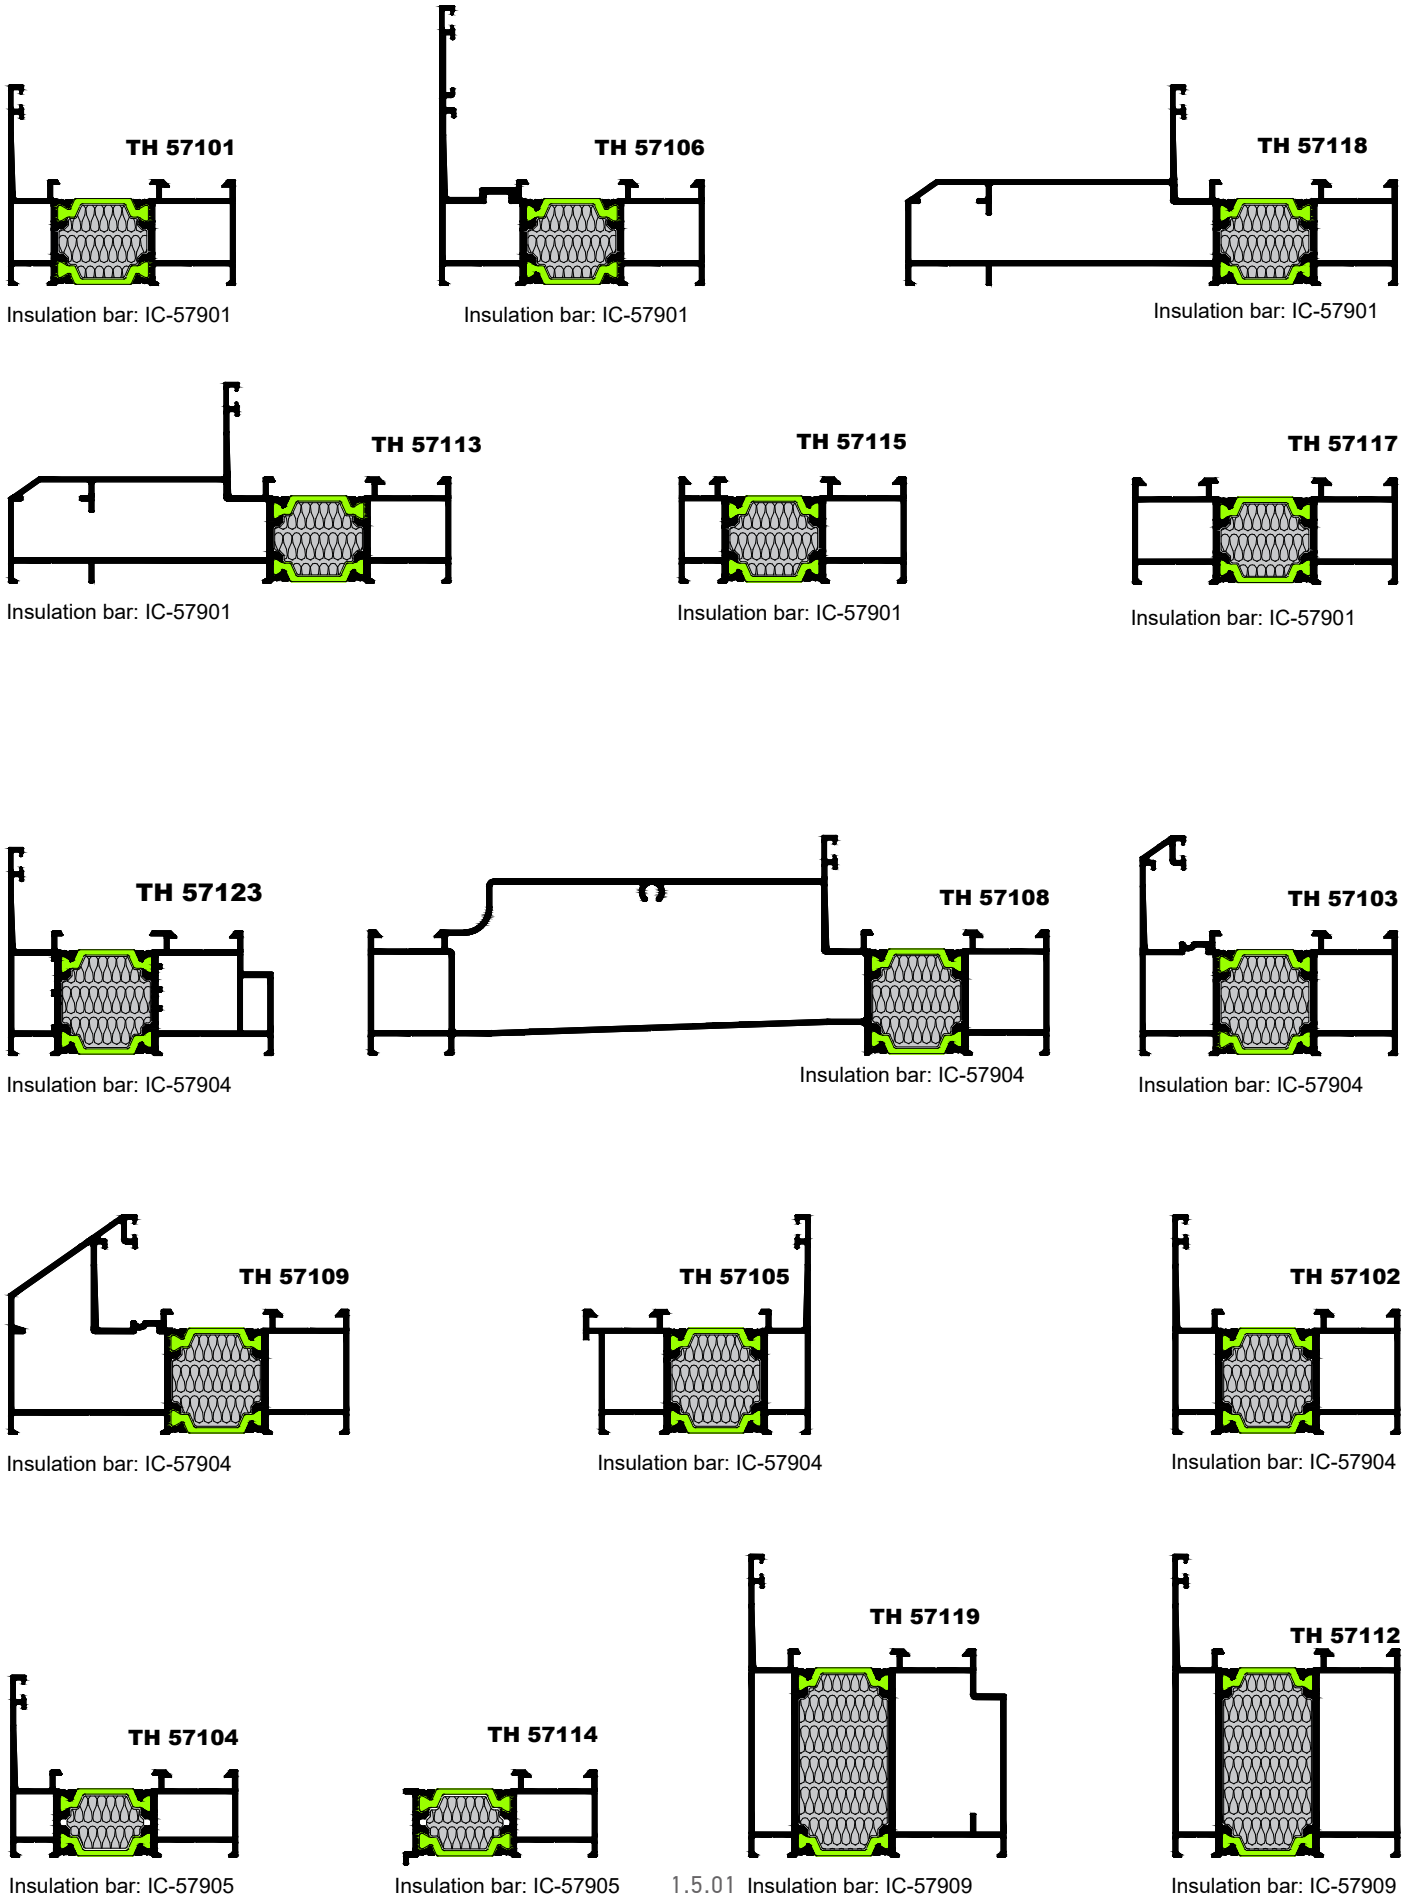 TH 57101
TH 57106
TH 57118
Insulation bar: IC-57901
Insulation bar: IC-57901
Insulation bar: IC-57901
TH 57113
TH 57115
TH 57117
Insulation bar: IC-57901
Insulation bar: IC-57901
Insulation bar: IC-57901
TH 57123
TH 57108
TH 57103
Insulation bar: IC-57904
Insulation bar: IC-57904
Insulation bar: IC-57904
TH 57109
TH 57105
TH 57102
Insulation bar: IC-57904
Insulation bar: IC-57904
Insulation bar: IC-57904
TH 57104
TH 57114
TH 57119
TH 57112
Insulation bar: IC-57905
Insulation bar: IC-57905
1.5.01
Insulation bar: IC-57909
Insulation bar: IC-57909